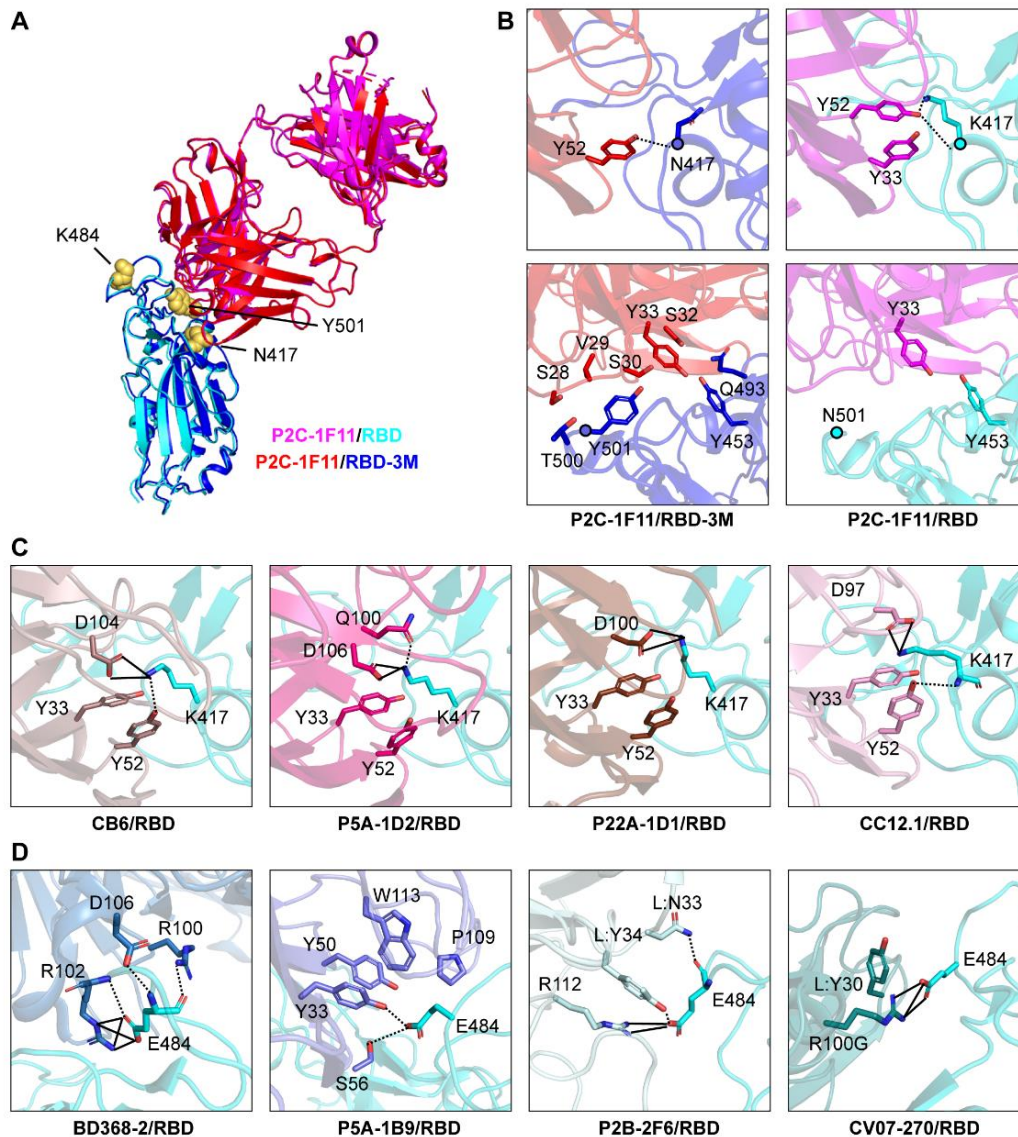 A
K484
Y501
N417
P2C-1F11/RBD
P2C-1F11/RBD-3M
B
Y52
N417
Y52
K417
Y33
Y33
S32
V29
S30
S28
Q493
T500
Y501
Y453
P2C-1F11/RBD-3M
Y33
N501
Y453
P2C-1F11/RBD
C
D104
Y33
K417
Y52
CB6/RBD
Q100
D106
Y33
K417
Y52
P5A-1D2/RBD
D100
Y33
K417
Y52
P22A-1D1/RBD
D97
K417
Y33
Y52
CC12.1/RBD
D
D106
R100
R102
E484
BD368-2/RBD
W113
Y50
P109
Y33
E484
S56
P5A-1B9/RBD
L:N33
L:Y34
R112
E484
P2B-2F6/RBD
E484
L:Y30
R100G
CV07-270/RBD